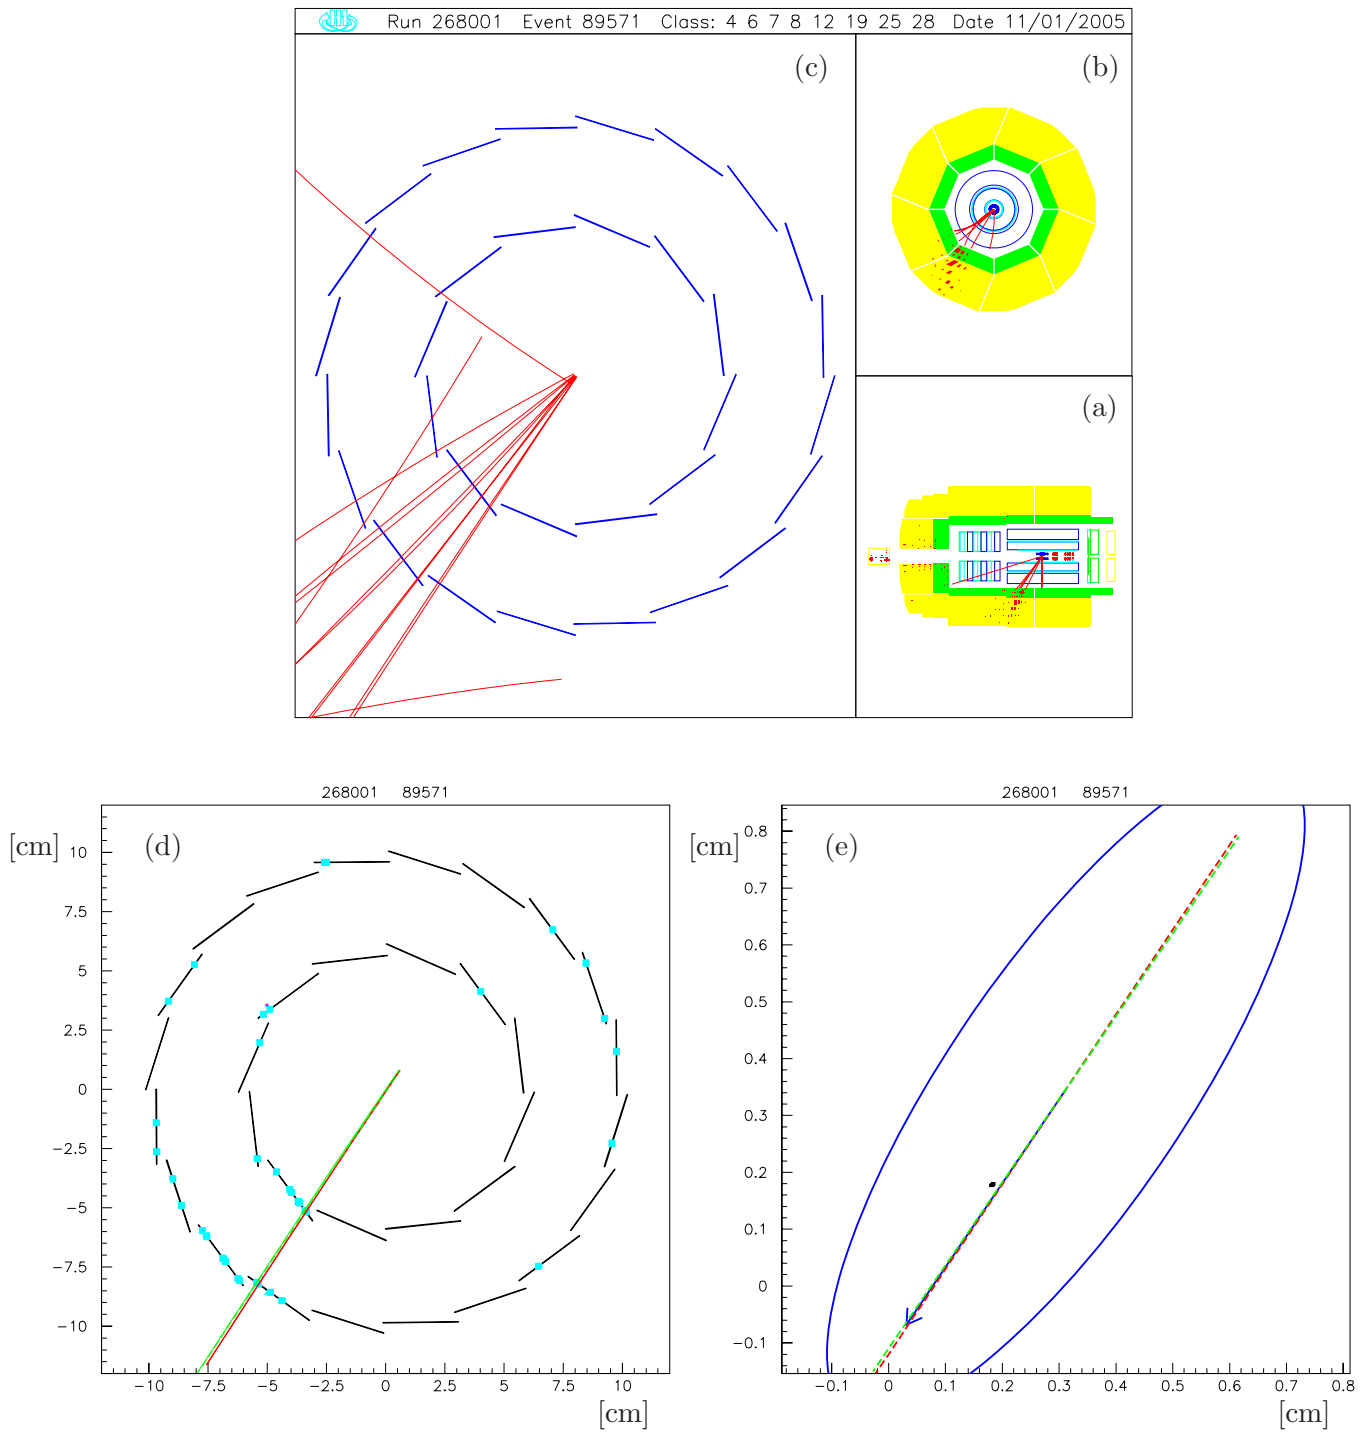 Run 268001 Event 89571 Class: 4 6 7 8 12 19 25 28 Date 11/01/2005
(c)
(b)
(a)
268001 89571
[cm]
(d)
10
7.5
5
2.5
0
−2.5
−5
−7.5
−10
−10 −7.5 −5 −2.5 0 2.5 5 7.5 10
[cm]
268001 89571
[cm]
(e)
0.8
0.7
0.6
0.5
0.4
0.3
0.2
0.1
0
−0.1
−0.1 0 0.1 0.2 0.3 0.4 0.5 0.6 0.7 0.8
[cm]